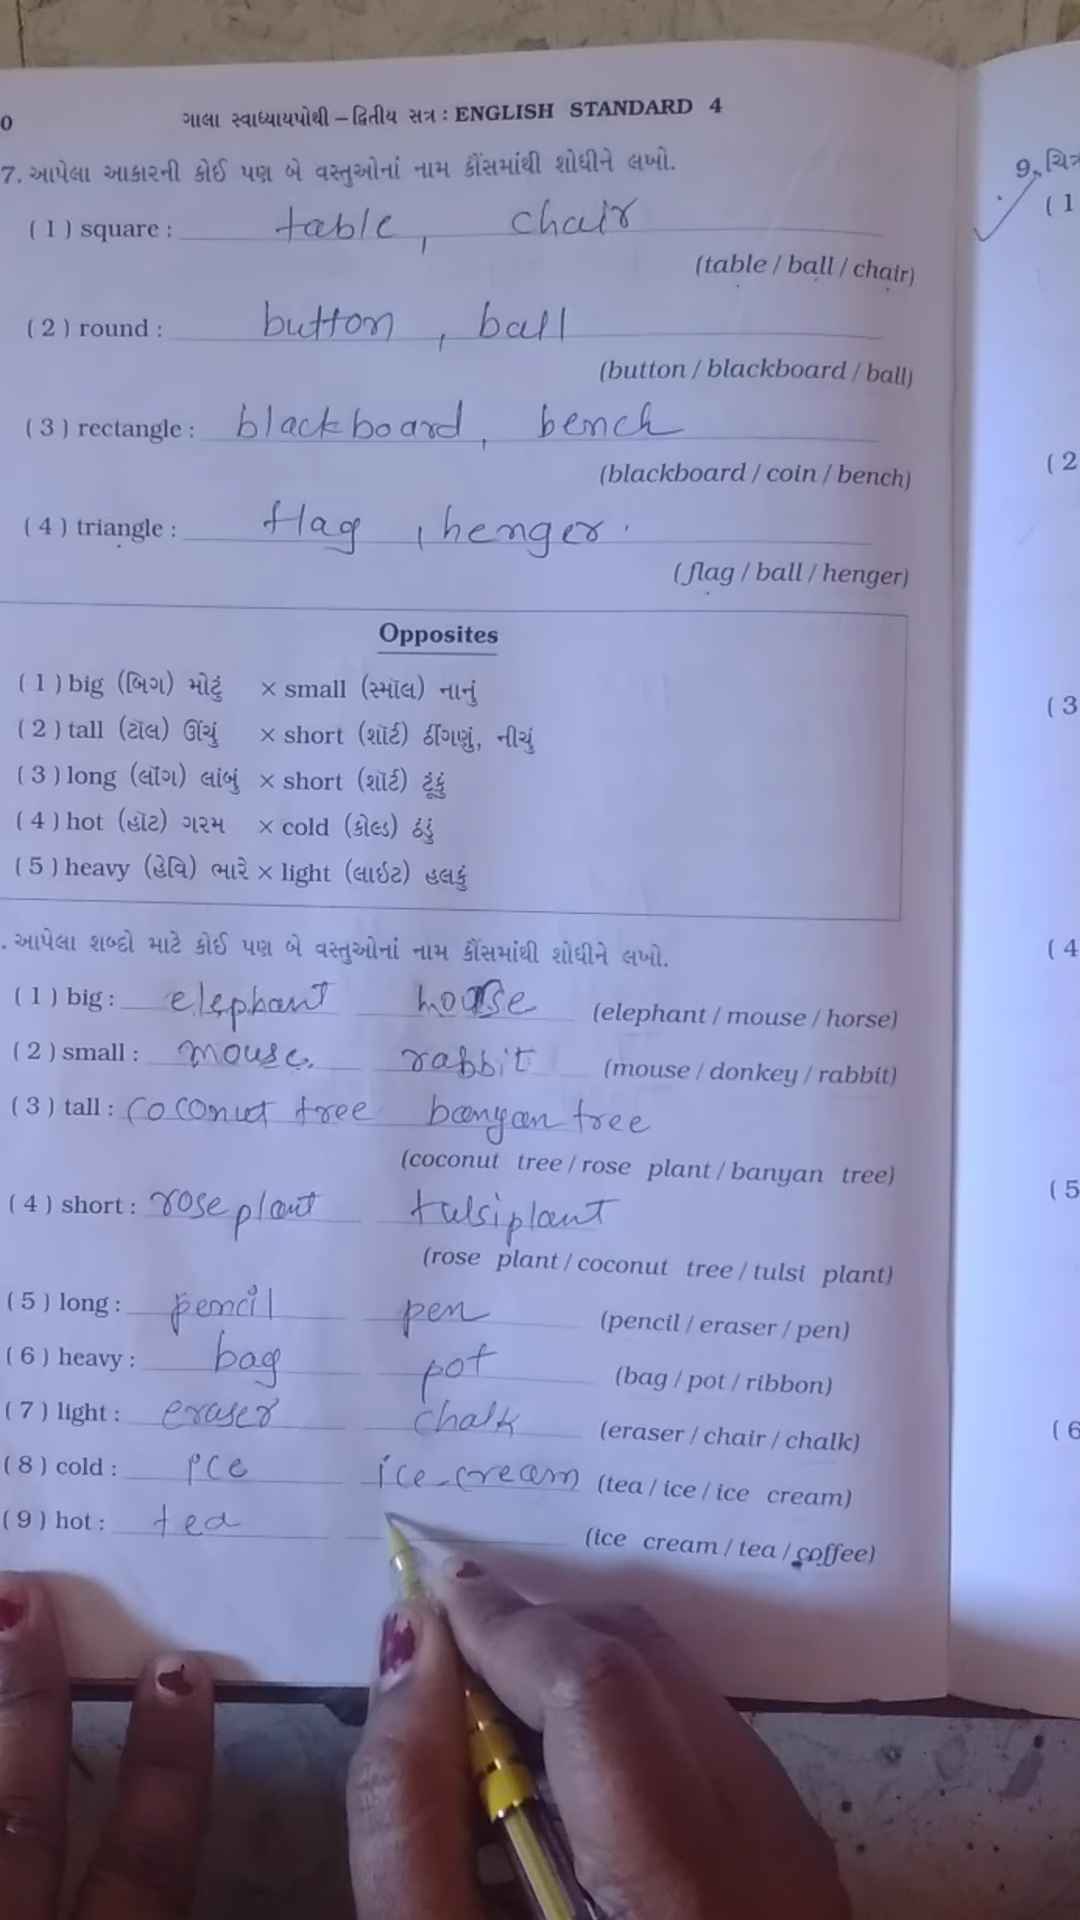 0 ગાલા સ્વાધ્યાયપોથી – દ્વિતીય સત્ર : ENGLISH STANDARD 4
7. આપેલા આકારની કોઈ પણ બે વસ્તુઓનાં નામ કૌંસમાંથી શોધીને લખો.
( 1 ) square : table , chair
(table / ball / chair)
( 2 ) round : button , ball
(button / blackboard / ball)
( 3 ) rectangle : blackboard , bench
(blackboard / coin / bench)
( 4 ) triangle : flag , henger .
(flag / ball / henger)
Opposites
( 1 ) big (બિગ) મોટું × small (સ્મૉલ) નાનું
( 2 ) tall (ટૉલ) ઊંચું × short (શૉર્ટ) ઠીંગણું, નીચું
( 3 ) long (લૉંગ) લાંબું × short (શૉર્ટ) ટૂંકું
( 4 ) hot (હૉટ) ગરમ × cold (કોલ્ડ) ઠંડું
( 5 ) heavy (હેવિ) ભારે × light (લાઇટ) હલકું
. આપેલા શબ્દો માટે કોઈ પણ બે વસ્તુઓનાં નામ કૌંસમાંથી શોધીને લખો.
( 1 ) big : elephant horse (elephant / mouse / horse)
( 2 ) small : mouse. rabbit (mouse / donkey / rabbit)
( 3 ) tall : coconut tree banyan tree
(coconut tree / rose plant / banyan tree)
( 4 ) short : rose plant tulsi plant
(rose plant / coconut tree / tulsi plant)
( 5 ) long : pencil pen (pencil / eraser / pen)
( 6 ) heavy : bag pot (bag / pot / ribbon)
( 7 ) light : eraser chalk (eraser / chair / chalk)
( 8 ) cold : ice ice-cream (tea / ice / ice cream)
( 9 ) hot : tea (ice cream / tea / coffee)
9. ચિત્ર
( 1
( 2
( 3
( 4
( 5
( 6